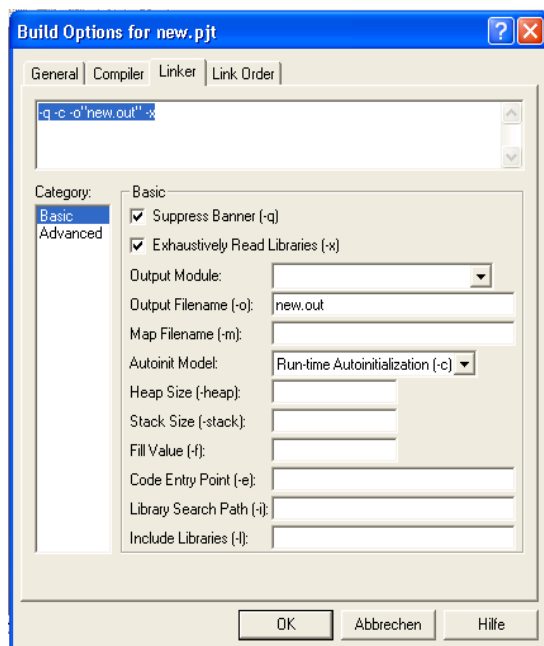 Build Options for new.pjt
General Compiler Linker Link Order
-q -c -o"new.out" -x
Category:
Basic
Advanced
Basic
Suppress Banner (-q)
Exhaustively Read Libraries (-x)
Output Module:
Output Filename (-o): new.out
Map Filename (-m):
Autoinit Model: Run-time Autoinitialization (-c)
Heap Size (-heap):
Stack Size (-stack):
Fill Value (-f):
Code Entry Point (-e):
Library Search Path (-i):
Include Libraries (-l):
OK Abbrechen Hilfe